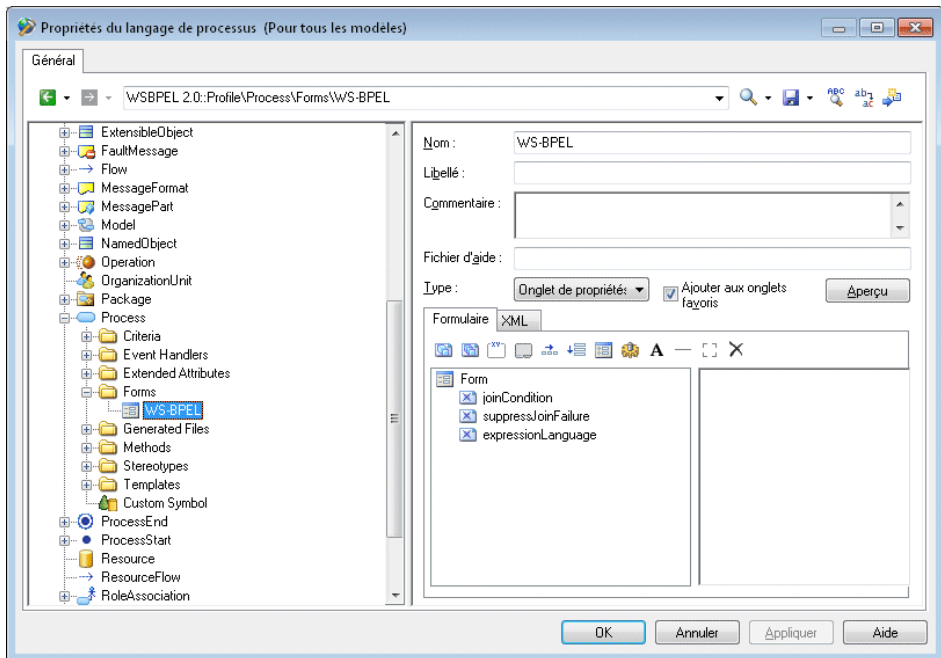 Propriétés du langage de processus (Pour tous les modèles)
Général
WSBPEL 2.0::Profile\Process\Forms\WS-BPEL
ABC
ab
ac
ExtensibleObject
FaultMessage
Flow
MessageFormat
MessagePart
Model
NamedObject
Operation
OrganizationUnit
Package
Process
Criteria
Event Handlers
Extended Attributes
Forms
WS-BPEL
Generated Files
Methods
Stereotypes
Templates
Custom Symbol
ProcessEnd
ProcessStart
Resource
ResourceFlow
RoleAssociation
Nom : WS-BPEL
Libellé :
Commentaire :
Fichier d'aide :
Type : Onglet de propriétés Ajouter aux onglets favoris Aperçu
Formulaire XML
A
Form
joinCondition
suppressJoinFailure
expressionLanguage
OK Annuler Appliquer Aide